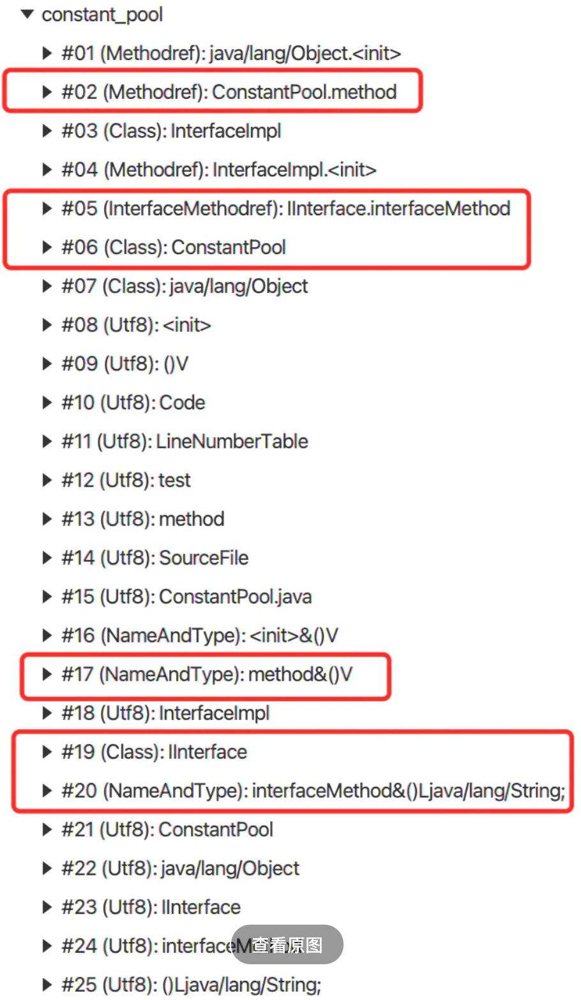 constant_pool
#01 (Methodref): java/lang/Object.<init>
#02 (Methodref): ConstantPool.method
#03 (Class): InterfaceImpl
#04 (Methodref): InterfaceImpl.<init>
#05 (InterfaceMethodref): IInterface.interfaceMethod
#06 (Class): ConstantPool
#07 (Class): java/lang/Object
#08 (Utf8): <init>
#09 (Utf8): ()V
#10 (Utf8): Code
#11 (Utf8): LineNumberTable
#12 (Utf8): test
#13 (Utf8): method
#14 (Utf8): SourceFile
#15 (Utf8): ConstantPool.java
#16 (NameAndType): <init>&()V
#17 (NameAndType): method&()V
#18 (Utf8): InterfaceImpl
#19 (Class): IInterface
#20 (NameAndType): interfaceMethod&()Ljava/lang/String;
#21 (Utf8): ConstantPool
#22 (Utf8): java/lang/Object
#23 (Utf8): IInterface
#24 (Utf8):
查看原图
#25 (Utf8): ()Ljava/lang/String;